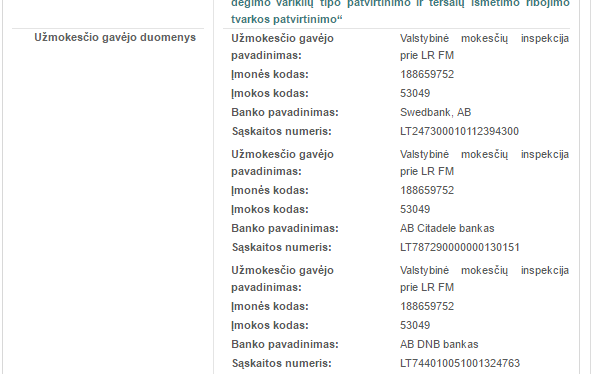 degimo variklių tipo patvirtinimo ir teršalų išmetimo ribojimo
tvarkos patvirtinimo“
Užmokesčio gavėjo duomenys
Užmokesčio gavėjo pavadinimas: Valstybinė mokesčių inspekcija prie LR FM
Įmonės kodas: 188659752
Įmokos kodas: 53049
Banko pavadinimas: Swedbank, AB
Sąskaitos numeris: LT247300010112394300
Užmokesčio gavėjo pavadinimas: Valstybinė mokesčių inspekcija prie LR FM
Įmonės kodas: 188659752
Įmokos kodas: 53049
Banko pavadinimas: AB Citadele bankas
Sąskaitos numeris: LT787290000000130151
Užmokesčio gavėjo pavadinimas: Valstybinė mokesčių inspekcija prie LR FM
Įmonės kodas: 188659752
Įmokos kodas: 53049
Banko pavadinimas: AB DNB bankas
Sąskaitos numeris: LT744010051001324763